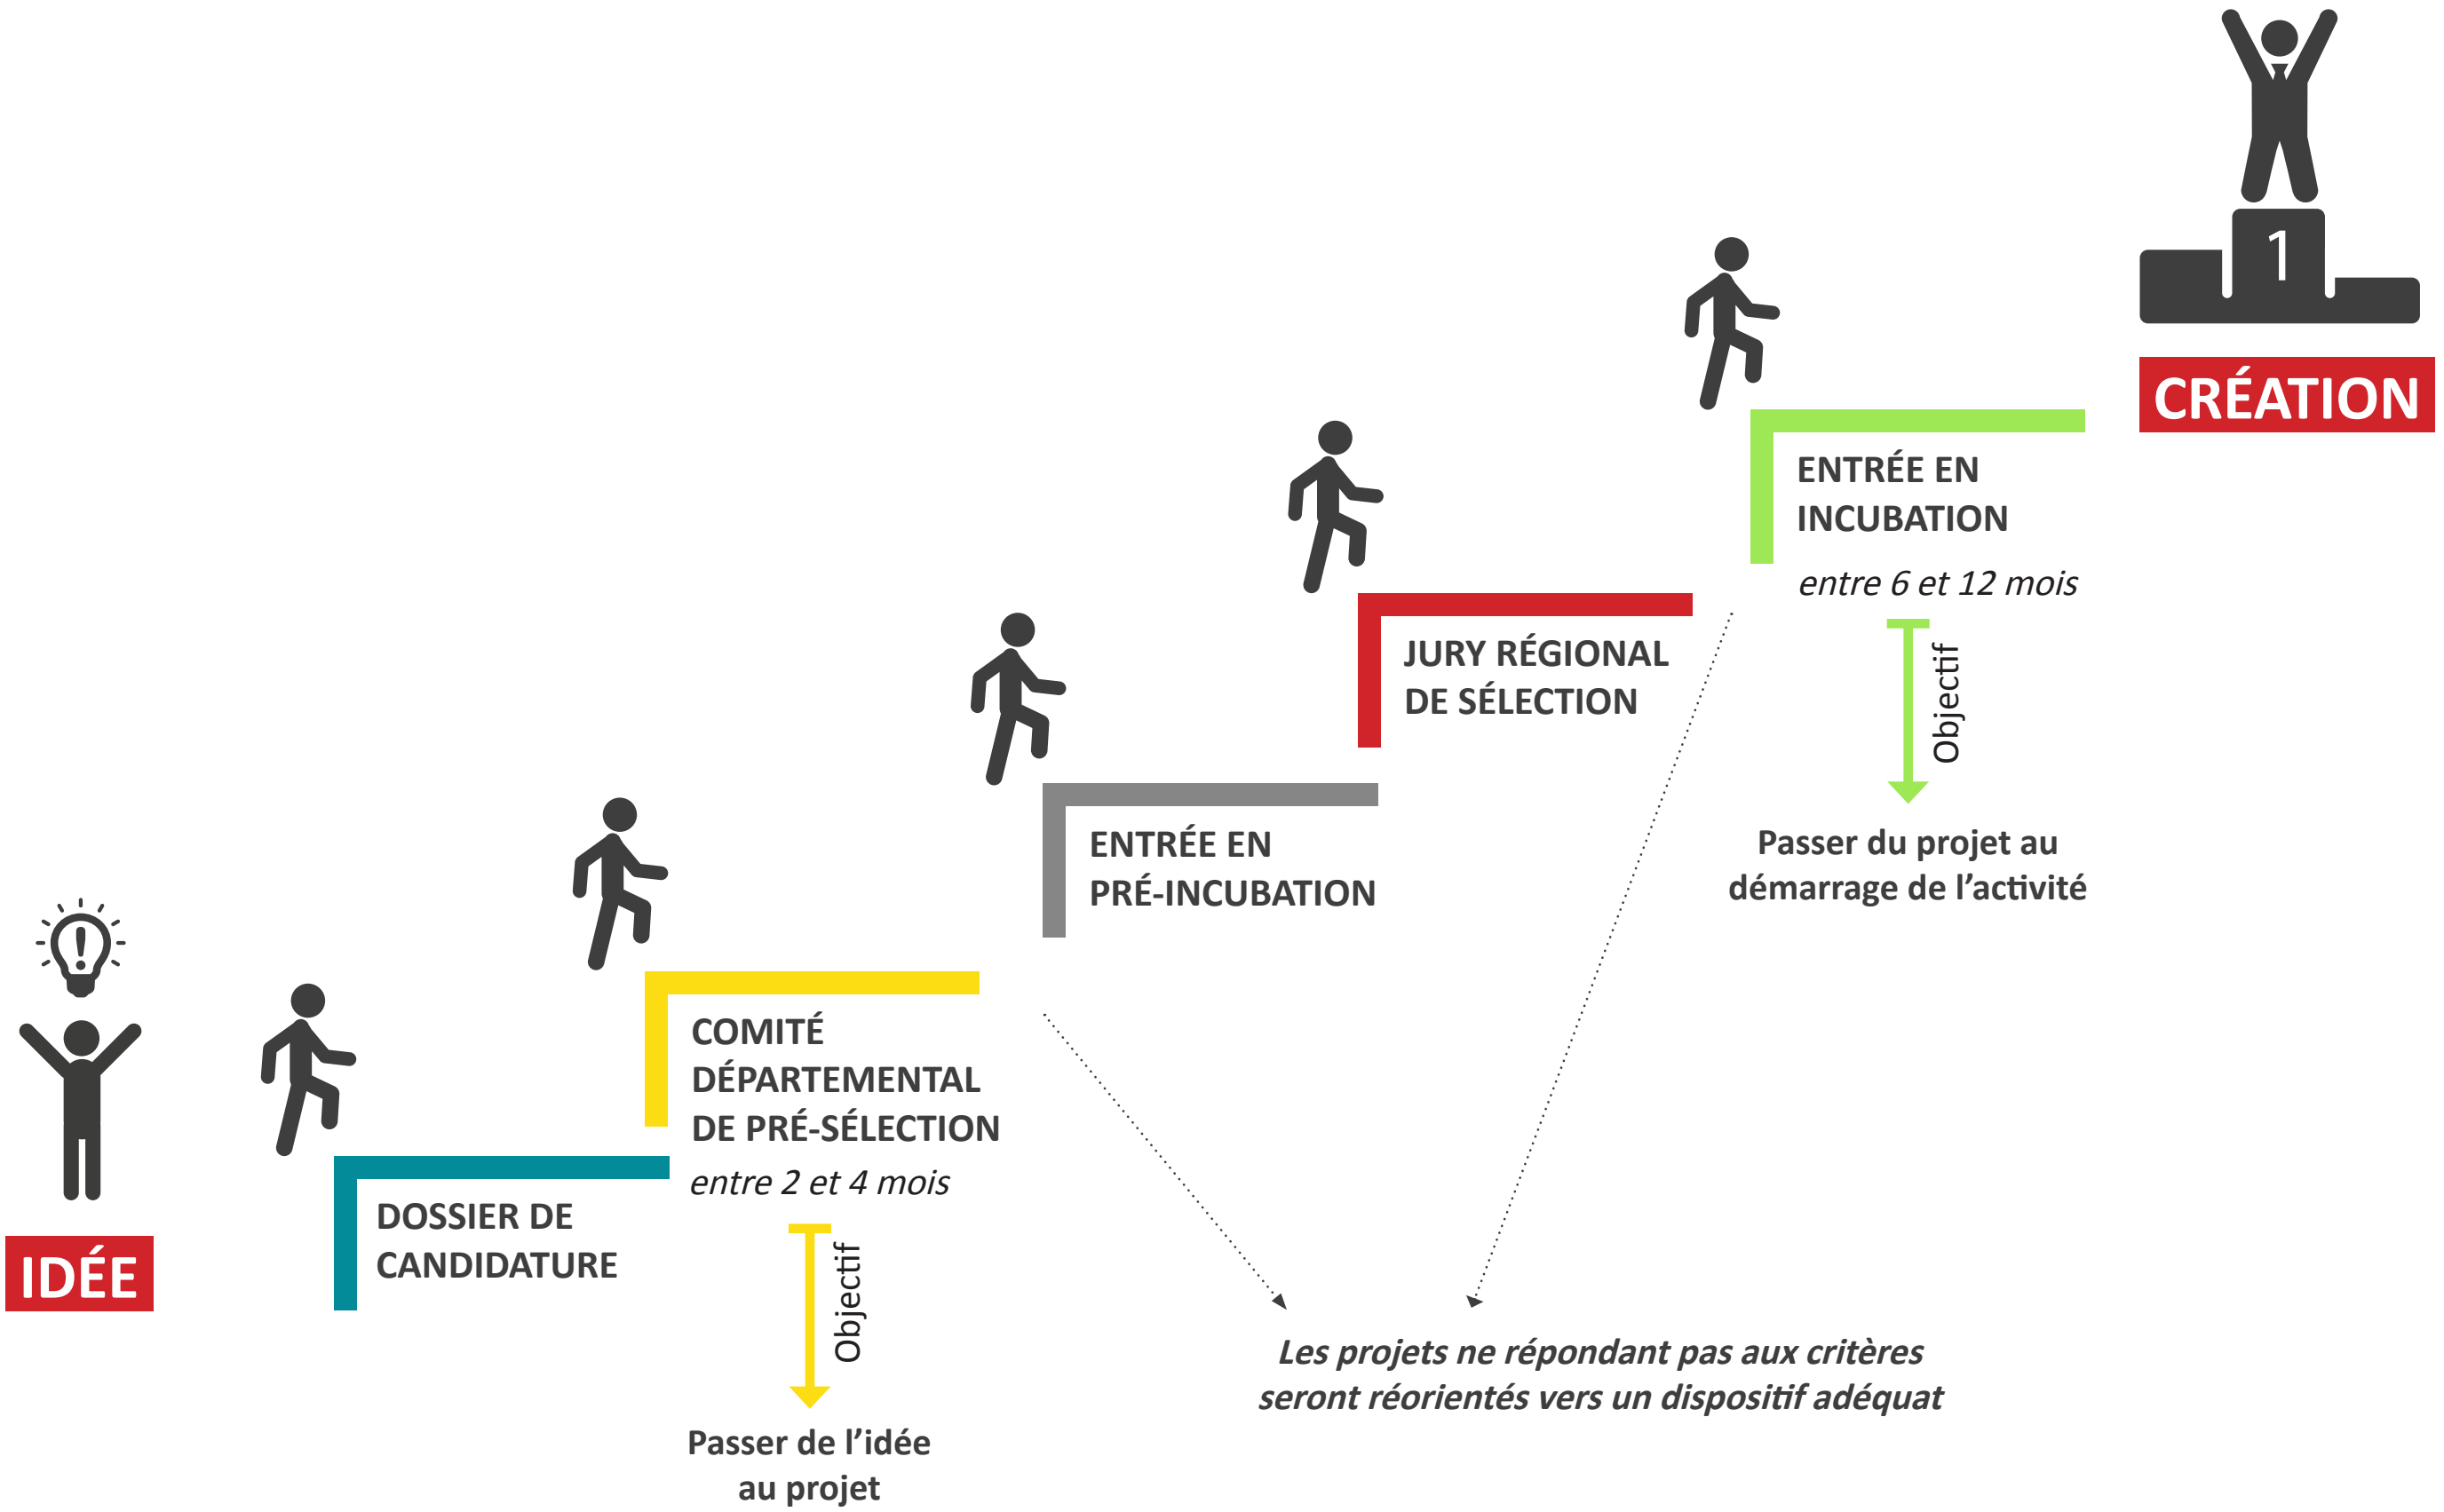 IDÉE
DOSSIER DE
CANDIDATURE
COMITÉ
DÉPARTEMENTAL
DE PRÉ-SÉLECTION
entre 2 et 4 mois
Objectif
Passer de l’idée
au projet
ENTRÉE EN
PRÉ-INCUBATION
JURY RÉGIONAL
DE SÉLECTION
ENTRÉE EN
INCUBATION
entre 6 et 12 mois
Objectif
Passer du projet au
démarrage de l’activité
1
CRÉATION
Les projets ne répondant pas aux critères
seront réorientés vers un dispositif adéquat